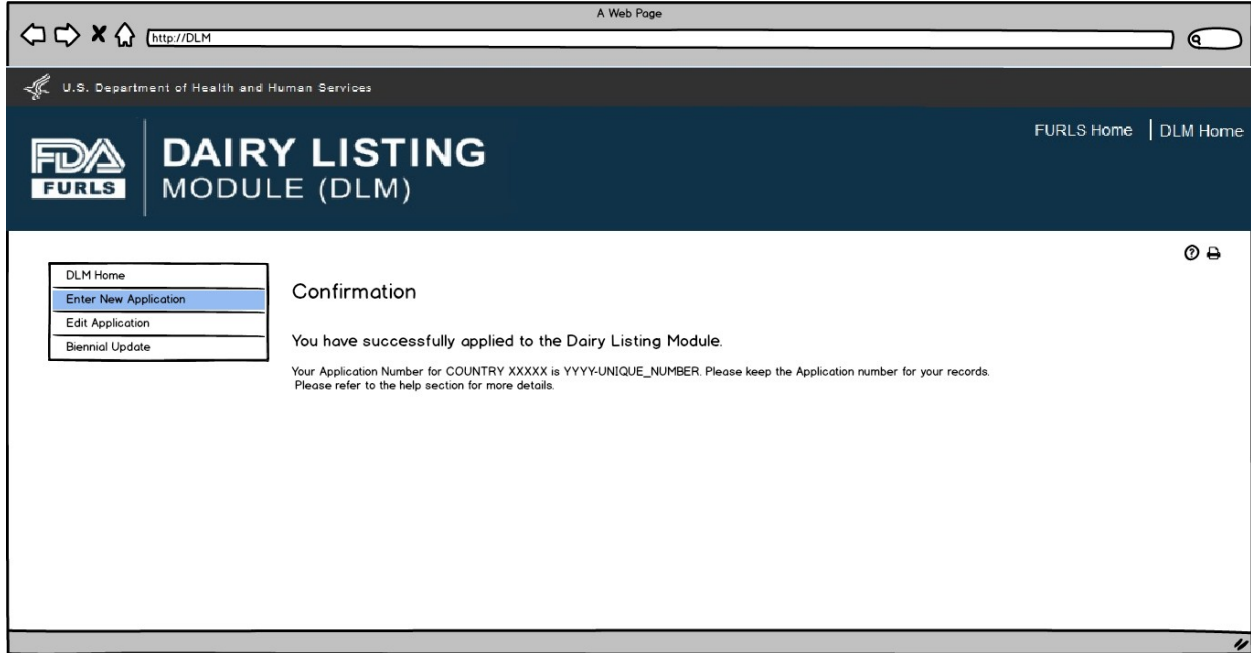 A Web Page
http://DLM
U.S. Department of Health and Human Services
FURLS Home | DLM Home
FDA
FURLS
DAIRY LISTING
MODULE (DLM)
DLM Home
Enter New Application
Edit Application
Biennial Update
Confirmation
You have successfully applied to the Dairy Listing Module.
Your Application Number for COUNTRY XXXXX is YYYY-UNIQUE_NUMBER. Please keep the Application number for your records.
Please refer to the help section for more details.